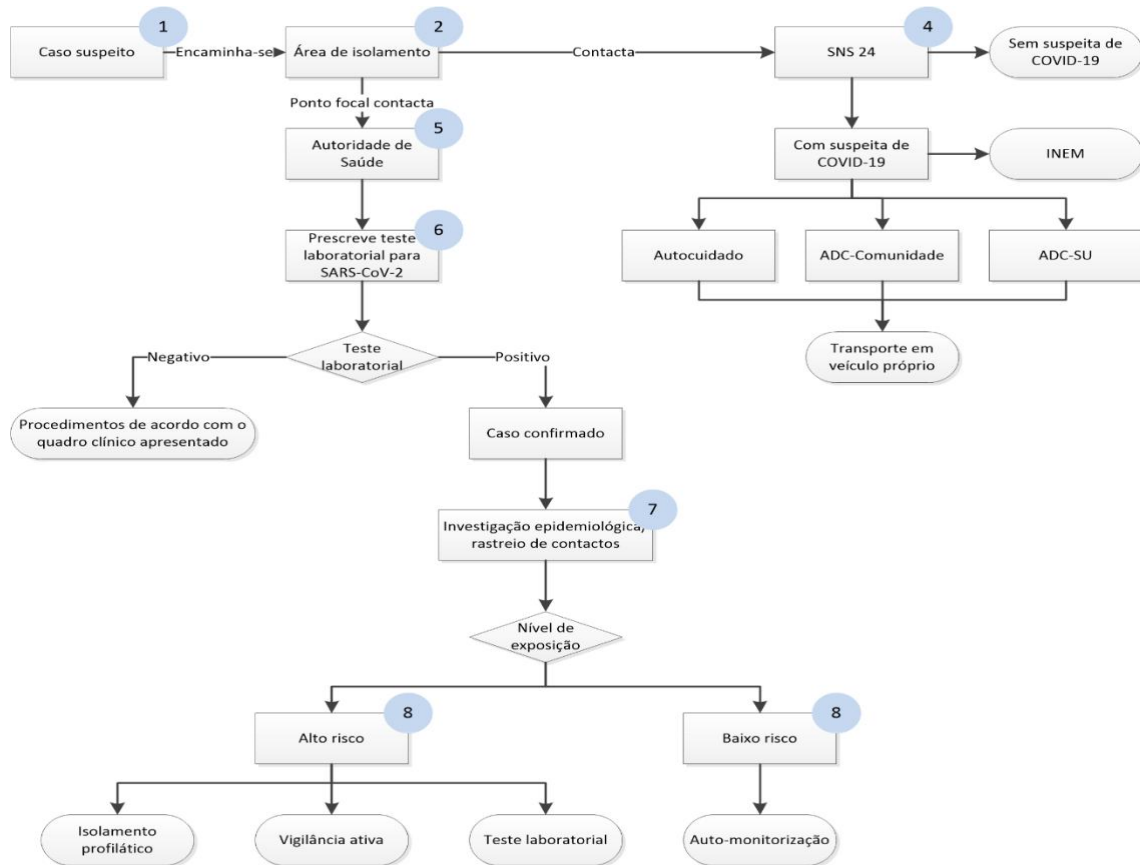 1
Caso suspeito
Encaminha-se
2
Área de isolamento
Contacta
4
SNS 24
Sem suspeita de
COVID-19
Ponto focal contacta
5
Autoridade de
Saúde
Com suspeita de
COVID-19
INEM
6
Prescreve teste
laboratorial para
SARS-CoV-2
Autocuidado
ADC-Comunidade
ADC-SU
Negativo
Teste
laboratorial
Positivo
Transporte em
veículo próprio
Procedimentos de acordo com o
quadro clínico apresentado
Caso confirmado
7
Investigação epidemiológica/
rastreio de contactos
Nível de
exposição
8
Alto risco
8
Baixo risco
Isolamento
profilático
Vigilância ativa
Teste laboratorial
Auto-monitorização